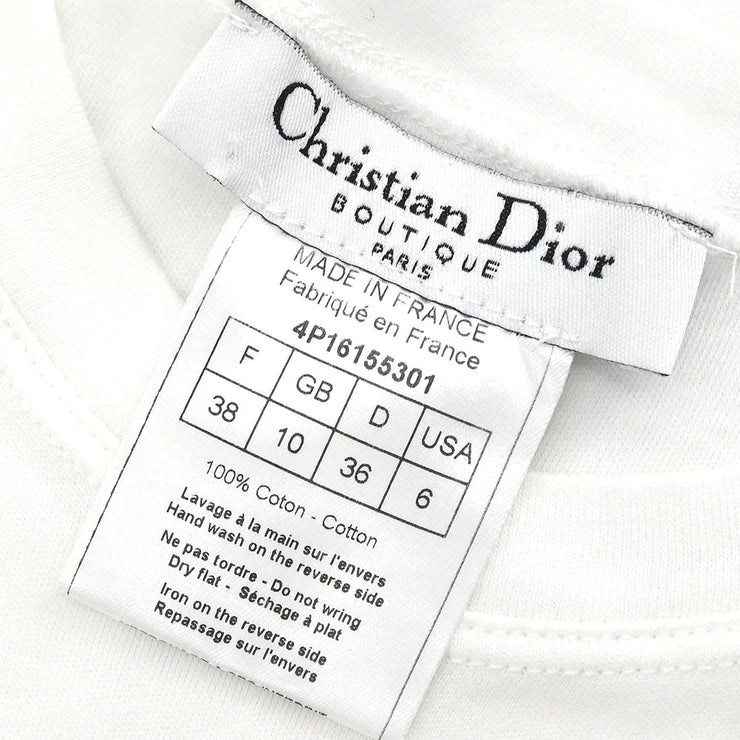 Christian Dior
BOUTIQUE
PARIS
MADE IN FRANCE
Fabriqué en France
4P16155301
F GB D USA
38 10 36 6
100% Coton - Cotton
Lavage à la main sur l'envers
Hand wash on the reverse side
Ne pas tordre - Do not wring
Dry flat - Séchage à plat
Iron on the reverse side
Repassage sur l'envers